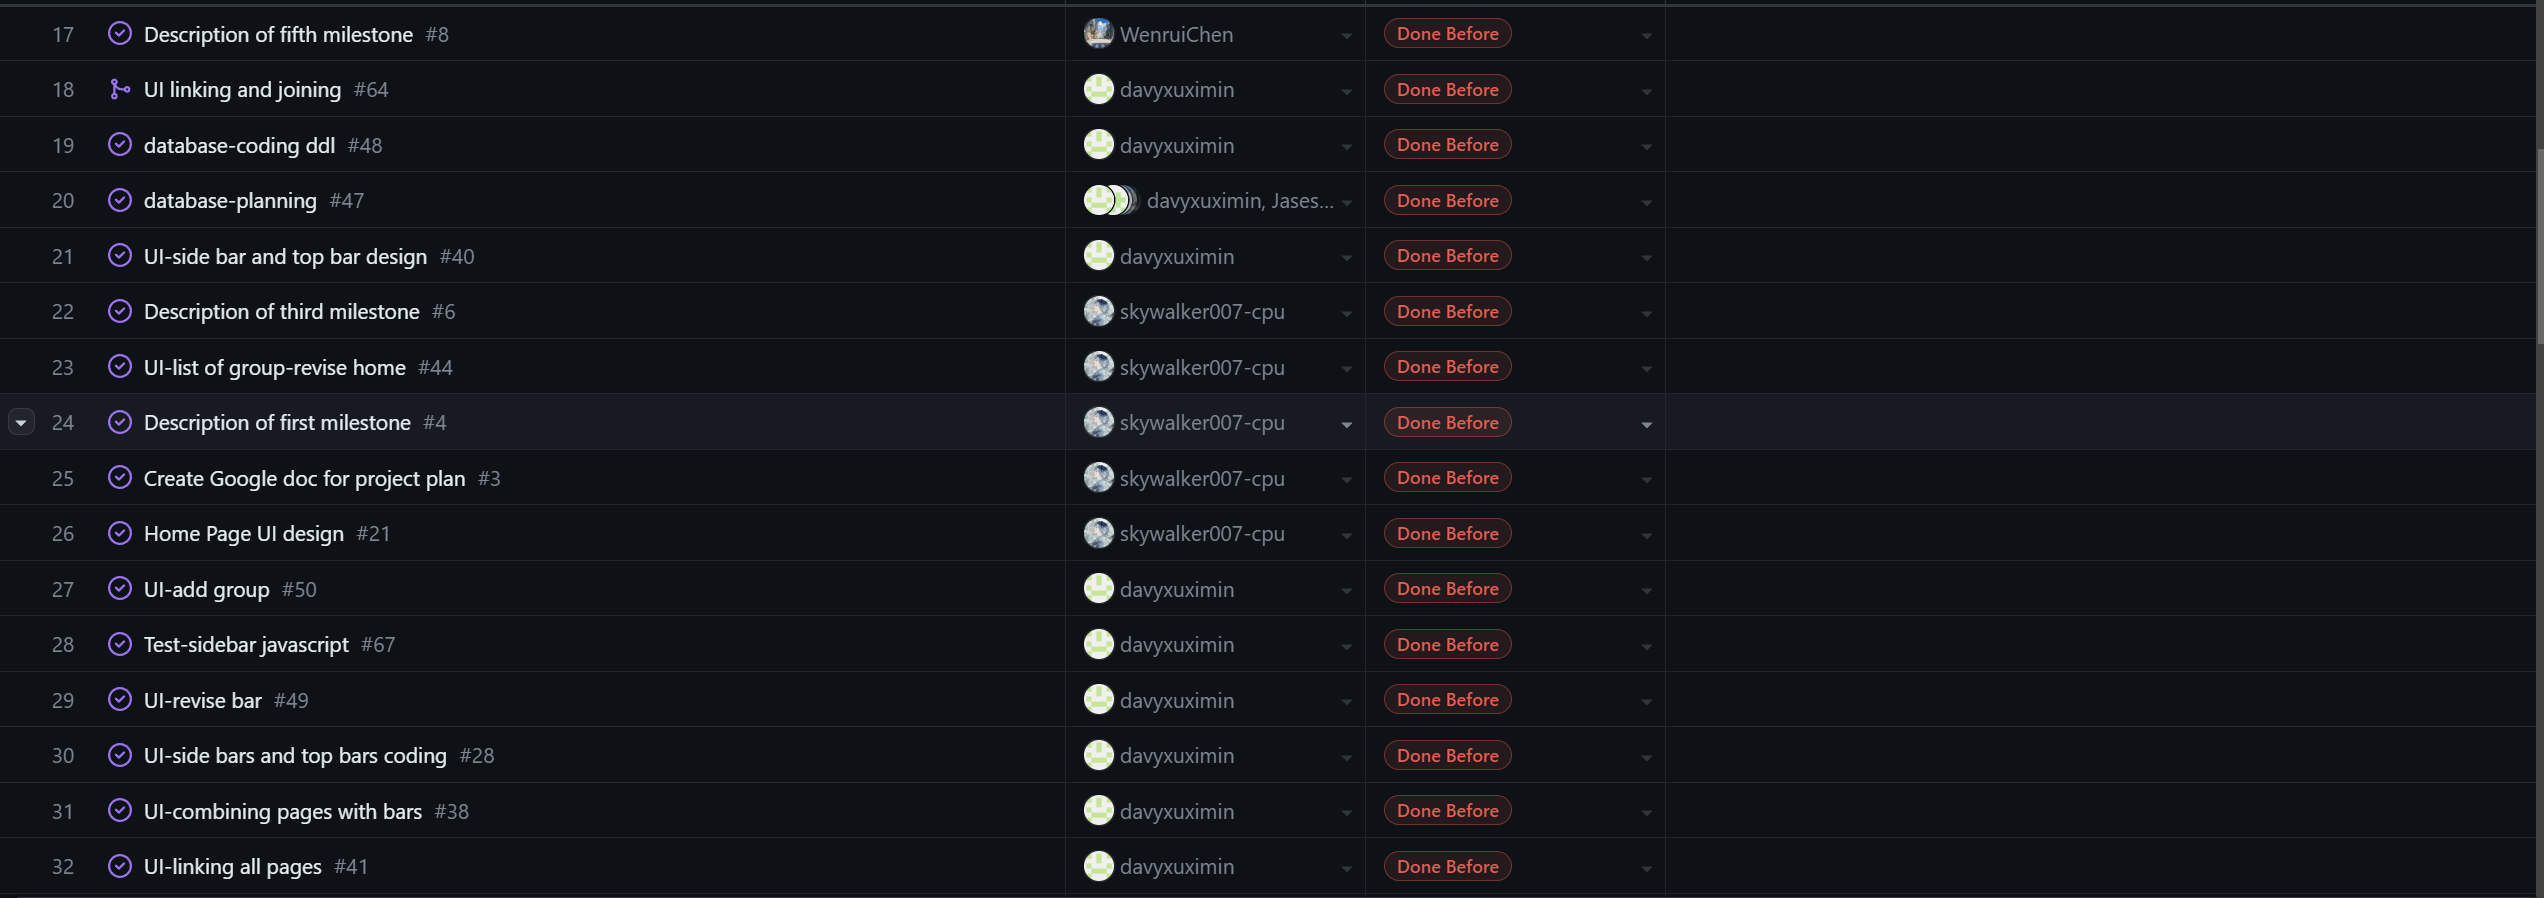 17 Description of fifth milestone #8 WenruiChen Done Before
18 UI linking and joining #64 davyxuximin Done Before
19 database-coding ddl #48 davyxuximin Done Before
20 database-planning #47 davyxuximin, Jases... Done Before
21 UI-side bar and top bar design #40 davyxuximin Done Before
22 Description of third milestone #6 skywalker007-cpu Done Before
23 UI-list of group-revise home #44 skywalker007-cpu Done Before
24 Description of first milestone #4 skywalker007-cpu Done Before
25 Create Google doc for project plan #3 skywalker007-cpu Done Before
26 Home Page UI design #21 skywalker007-cpu Done Before
27 UI-add group #50 davyxuximin Done Before
28 Test-sidebar javascript #67 davyxuximin Done Before
29 UI-revise bar #49 davyxuximin Done Before
30 UI-side bars and top bars coding #28 davyxuximin Done Before
31 UI-combining pages with bars #38 davyxuximin Done Before
32 UI-linking all pages #41 davyxuximin Done Before